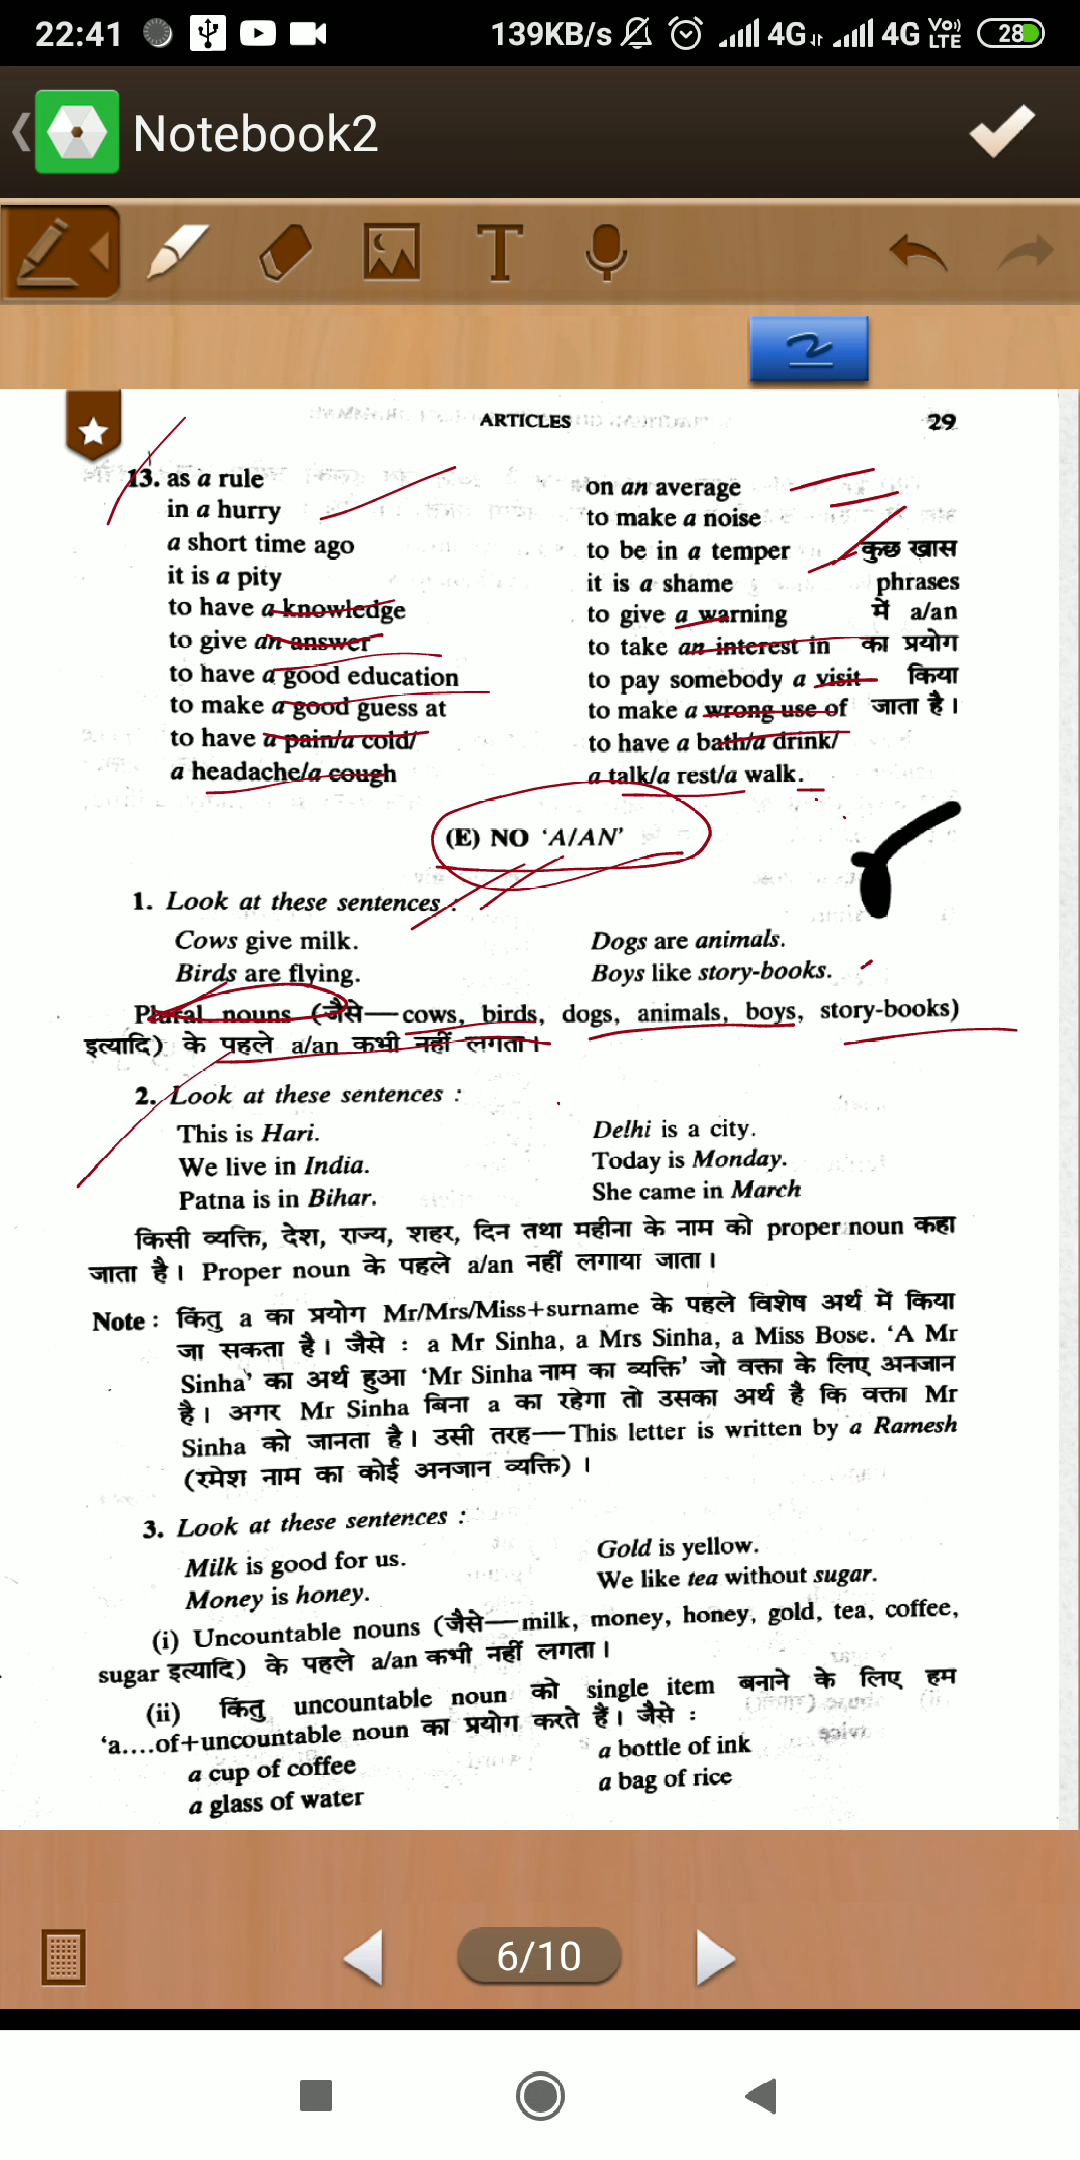 22:41 139KB/s 4G 4G Vo)) LTE 28
Notebook2
T
2
ARTICLES 29
13. as a rule on an average
in a hurry to make a noise
a short time ago to be in a temper कुछ खास
it is a pity it is a shame phrases
to have a knowledge to give a warning में a/an
to give an answer to take an interest in का प्रयोग
to have a good education to pay somebody a visit किया
to make a good guess at to make a wrong use of जाता है।
to have a pain/a cold/ to have a bath/a drink/
a headache/a cough a talk/a rest/a walk.
(E) NO ‘A/AN’
1. Look at these sentences :
Cows give milk. Dogs are animals.
Birds are flying. Boys like story-books.
Plural nouns (जैसे—cows, birds, dogs, animals, boys, story-books)
इत्यादि) के पहले a/an कभी नहीं लगता।
2. Look at these sentences :
This is Hari. Delhi is a city.
We live in India. Today is Monday.
Patna is in Bihar. She came in March
किसी व्यक्ति, देश, राज्य, शहर, दिन तथा महीना के नाम को proper noun कहा
जाता है। Proper noun के पहले a/an नहीं लगाया जाता।
Note : किंतु a का प्रयोग Mr/Mrs/Miss+surname के पहले विशेष अर्थ में किया
जा सकता है। जैसे : a Mr Sinha, a Mrs Sinha, a Miss Bose. ‘A Mr
Sinha’ का अर्थ हुआ ‘Mr Sinha नाम का व्यक्ति’ जो वक्ता के लिए अनजान
है। अगर Mr Sinha बिना a का रहेगा तो उसका अर्थ है कि वक्ता Mr
Sinha को जानता है। उसी तरह—This letter is written by a Ramesh
(रमेश नाम का कोई अनजान व्यक्ति) ।
3. Look at these sentences :
Milk is good for us. Gold is yellow.
Money is honey. We like tea without sugar.
(i) Uncountable nouns (जैसे—milk, money, honey, gold, tea, coffee,
sugar इत्यादि) के पहले a/an कभी नहीं लगता।
(ii) किंतु uncountable noun को single item बनाने के लिए हम
‘a....of+uncountable noun का प्रयोग करते हैं। जैसे :
a cup of coffee a bottle of ink
a glass of water a bag of rice
6/10